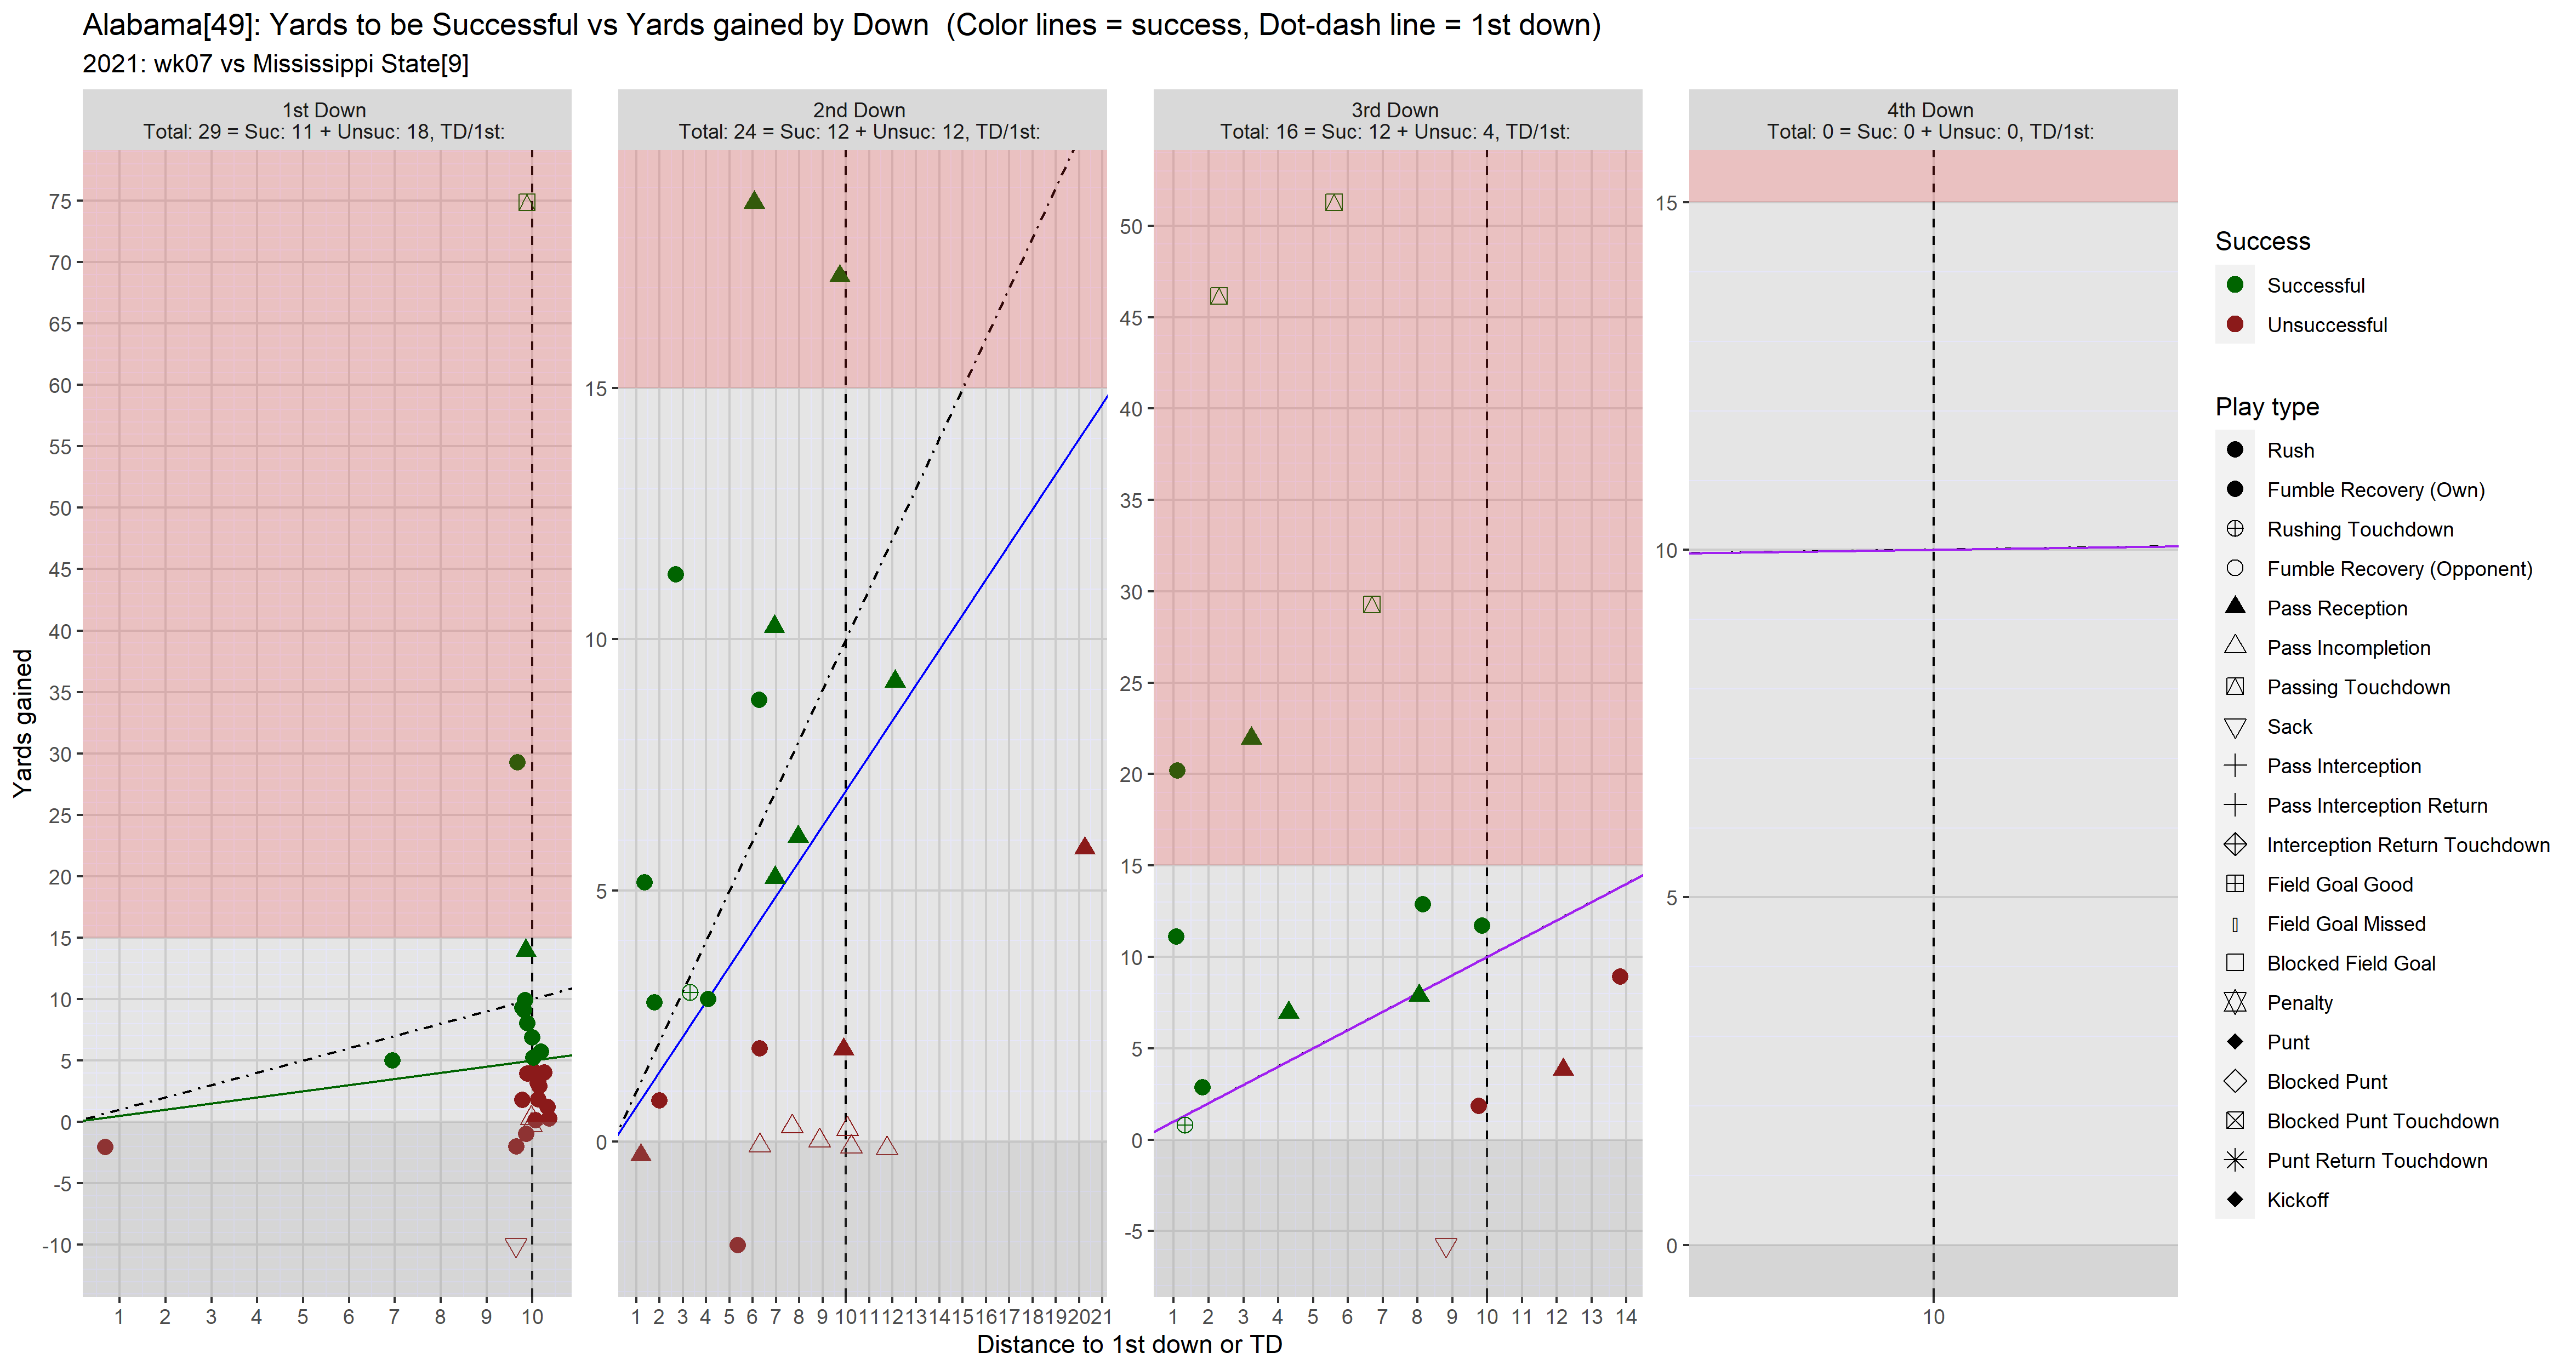 Alabama[49]: Yards to be Successful vs Yards gained by Down  (Color lines = success, Dot-dash line = 1st down)
2021: wk07 vs Mississippi State[9]
1st Down
Total: 29 = Suc: 11 + Unsuc: 18, TD/1st:
2nd Down
Total: 24 = Suc: 12 + Unsuc: 12, TD/1st:
3rd Down
Total: 16 = Suc: 12 + Unsuc: 4, TD/1st:
4th Down
Total: 0 = Suc: 0 + Unsuc: 0, TD/1st:
Yards gained
75
70
65
60
55
50
45
40
35
30
25
20
15
10
5
0
-5
-10
1 2 3 4 5 6 7 8 9 10
15
10
5
0
1 2 3 4 5 6 7 8 9 10 11 12 13 14 15 16 17 18 19 20 21
50
45
40
35
30
25
20
15
10
5
0
-5
1 2 3 4 5 6 7 8 9 10 11 12 13 14
15
10
5
0
10
Distance to 1st down or TD
Success
Successful
Unsuccessful
Play type
Rush
Fumble Recovery (Own)
Rushing Touchdown
Fumble Recovery (Opponent)
Pass Reception
Pass Incompletion
Passing Touchdown
Sack
Pass Interception
Pass Interception Return
Interception Return Touchdown
Field Goal Good
Field Goal Missed
Blocked Field Goal
Penalty
Punt
Blocked Punt
Blocked Punt Touchdown
Punt Return Touchdown
Kickoff